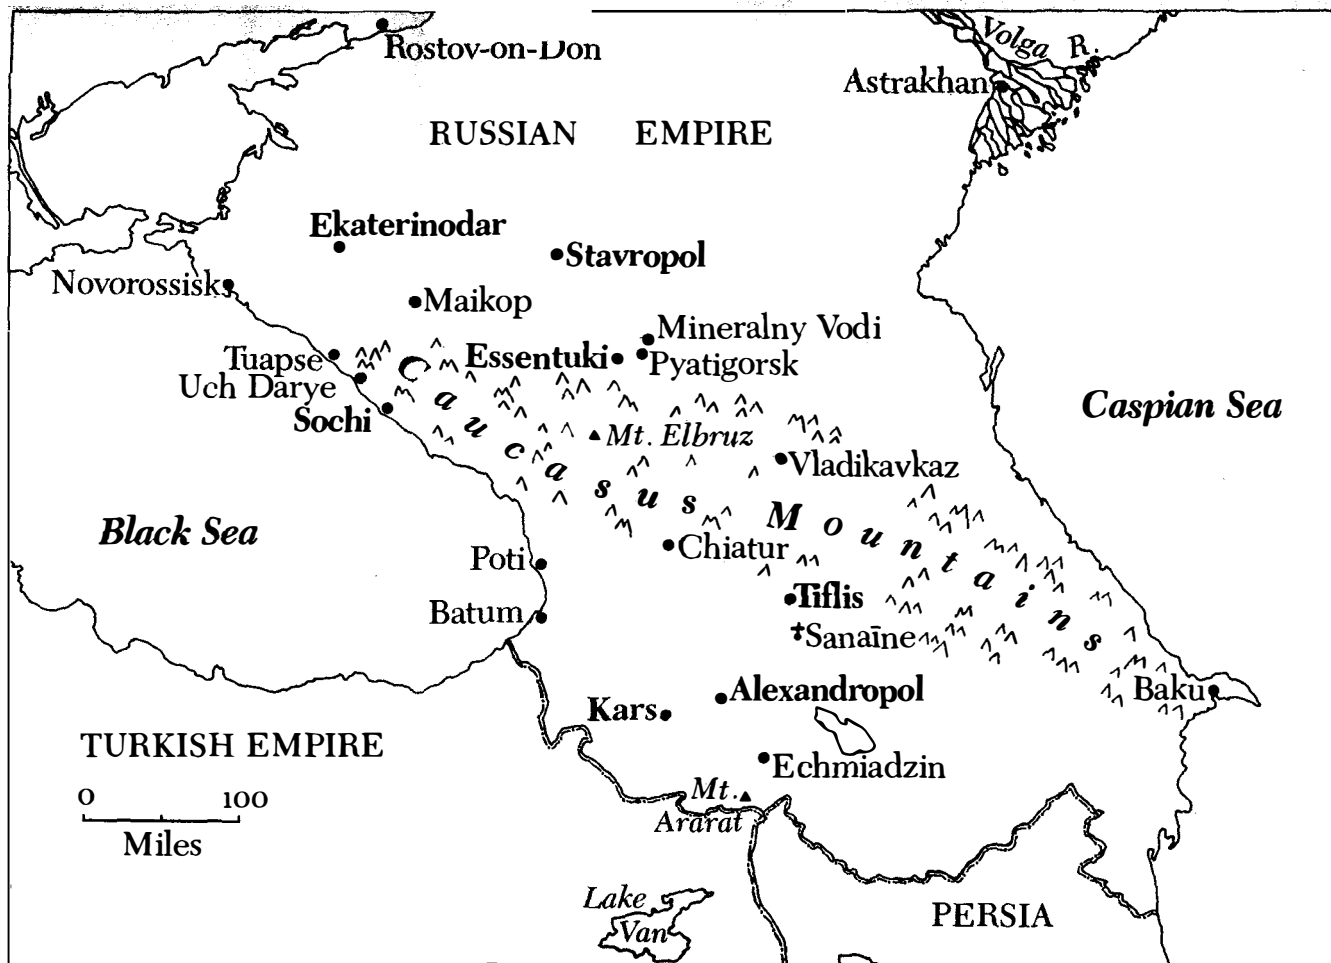 Rostov-on-Don
Volga R.
Astrakhan
RUSSIAN EMPIRE
Ekaterinodar
Stavropol
Novorossisk
Maikop
Mineralny Vodi
Tuapse
Essentuki
Pyatigorsk
Uch Darye
Sochi
Caspian Sea
Mt. Elbruz
Vladikavkaz
Caucasus Mountains
Black Sea
Chiatur
Poti
Tiflis
Batum
Sanaīne
Alexandropol
Baku
Kars
TURKISH EMPIRE
Echmiadzin
0 100
Miles
Mt.
Ararat
Lake
Van
PERSIA